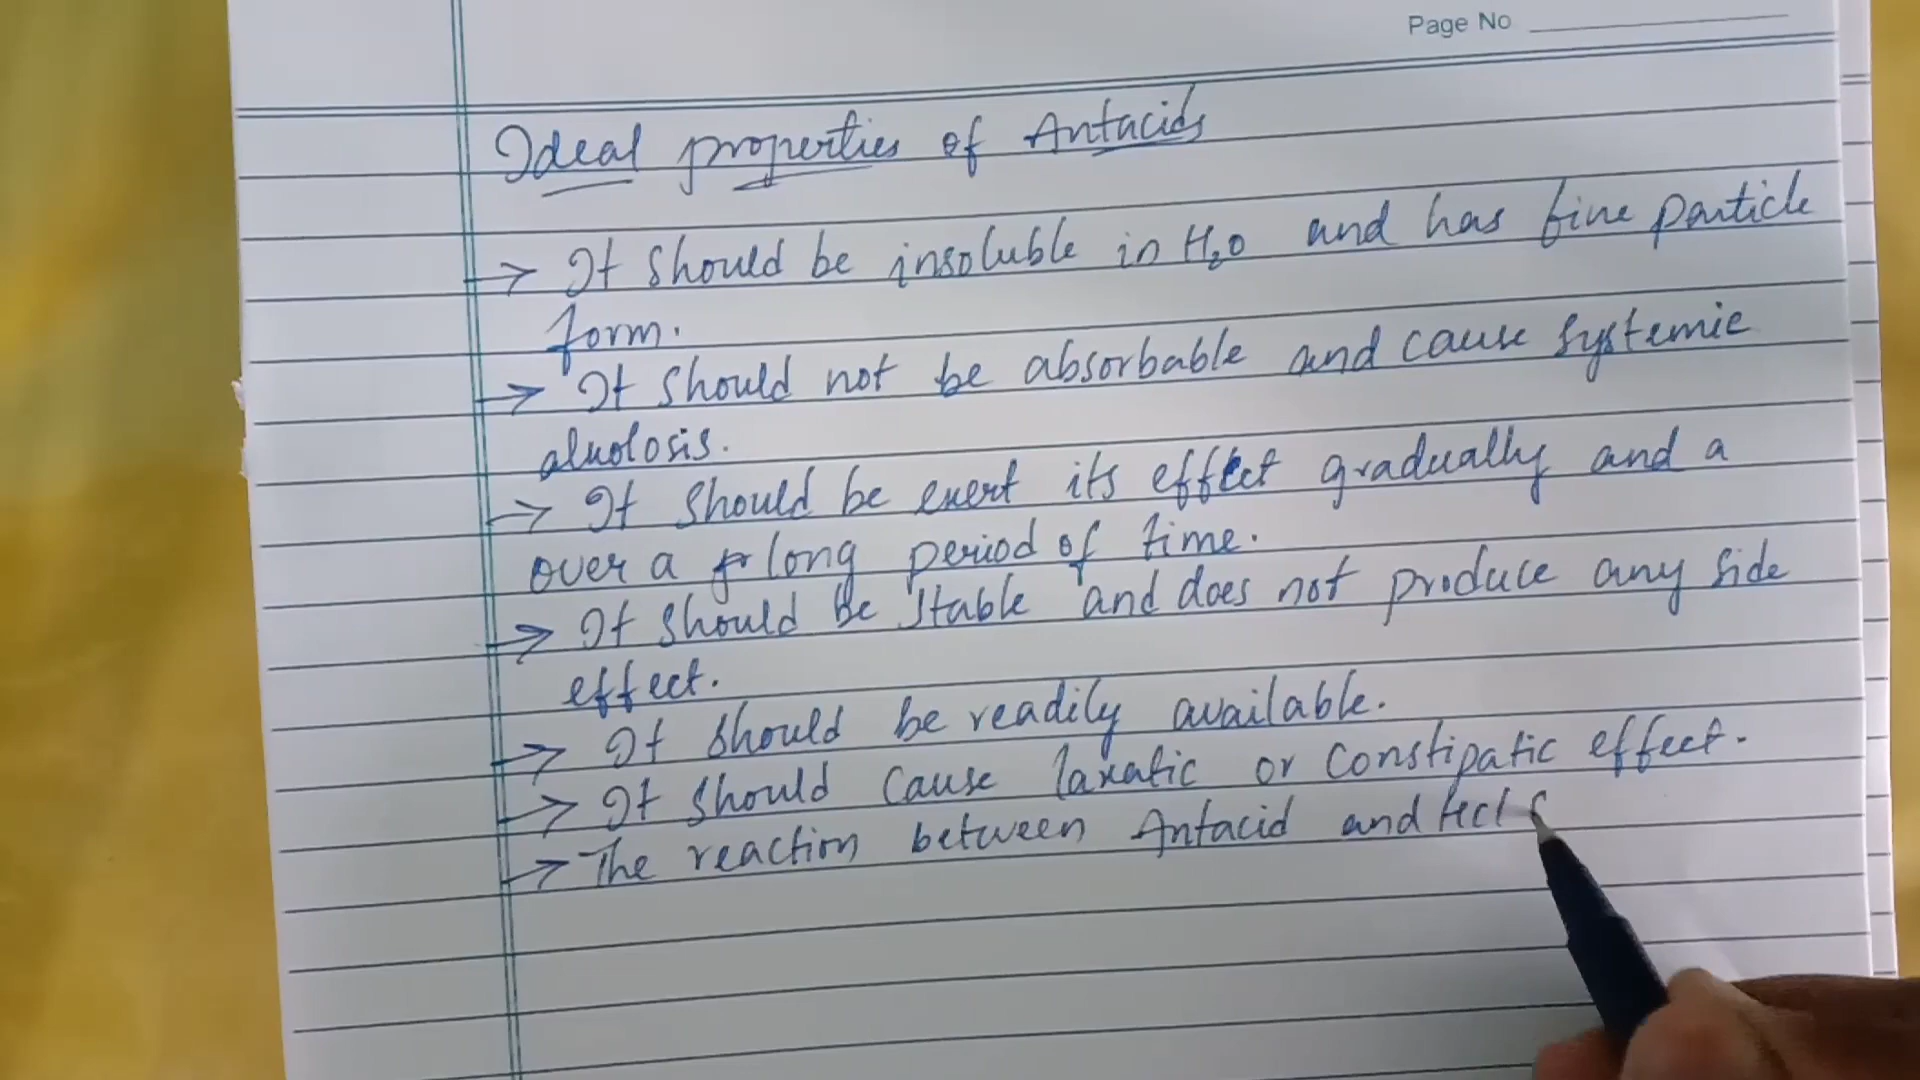 Page No
Ideal properties of Antacids
→ It should be insoluble in H₂O and has fine particle
form.
→ It should not be absorbable and cause systemic
alkalosis.
→ It should be exert its effect gradually and a
over a long period of time.
→ It should be stable and does not produce any side
effect.
→ It should be readily available.
→ It should cause laxatic or constipatic effect.
→ The reaction between Antacid and HCl